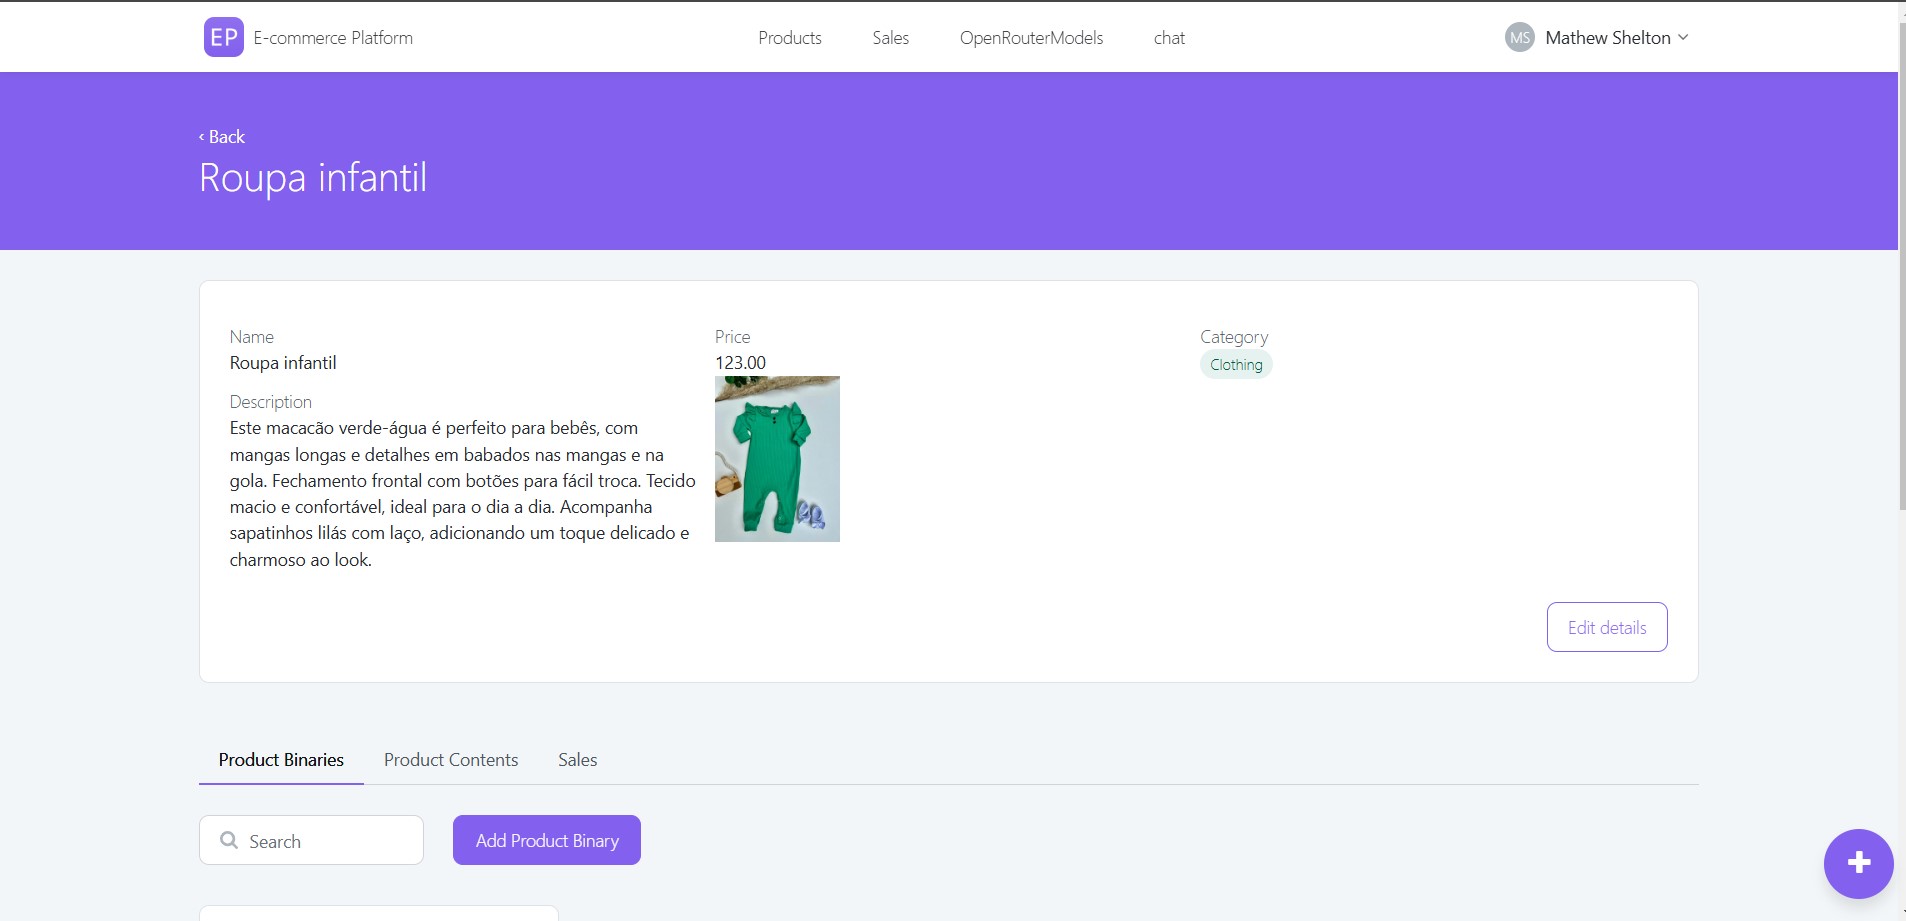 EP E-commerce Platform Products Sales OpenRouterModels chat MS Mathew Shelton
‹ Back
Roupa infantil
Name
Roupa infantil
Price
123.00
Category
Clothing
Description
Este macacão verde-água é perfeito para bebês, com
mangas longas e detalhes em babados nas mangas e na
gola. Fechamento frontal com botões para fácil troca. Tecido
macio e confortável, ideal para o dia a dia. Acompanha
sapatinhos lilás com laço, adicionando um toque delicado e
charmoso ao look.
Edit details
Product Binaries Product Contents Sales
Search Add Product Binary